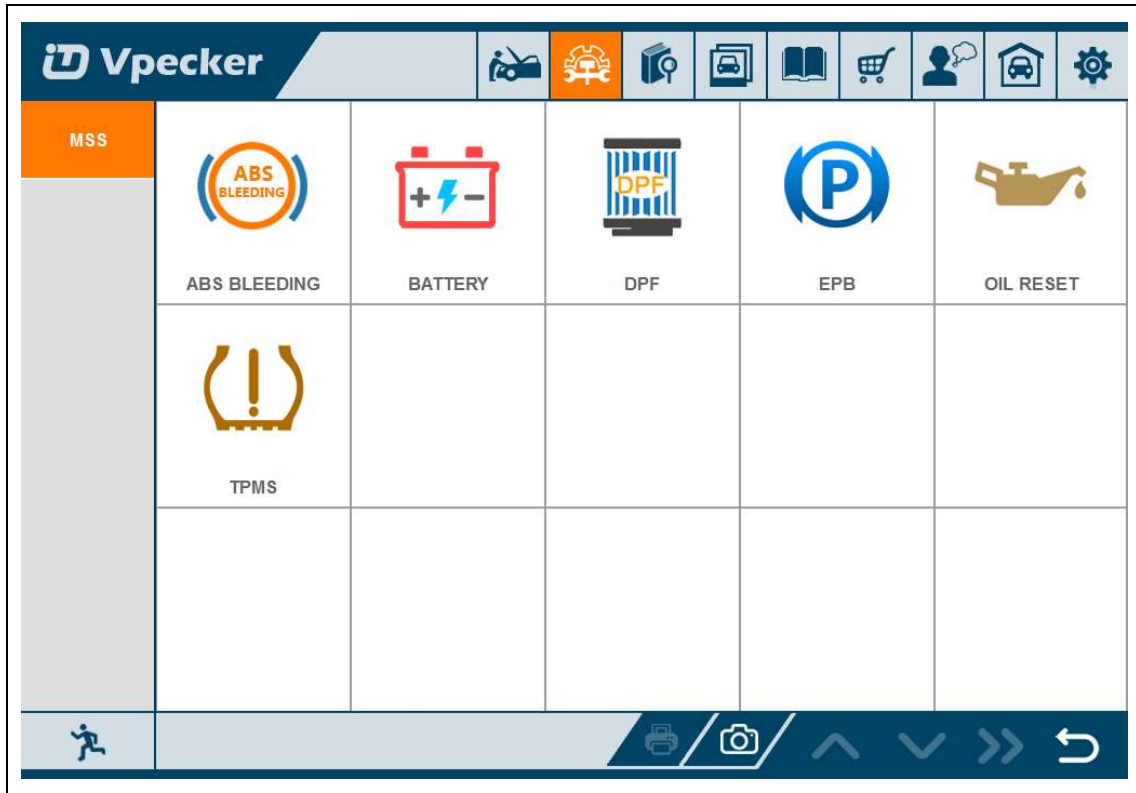 Vpecker
MSS
ABS
BLEEDING
DPF
P
ABS BLEEDING
BATTERY
DPF
EPB
OIL RESET
TPMS